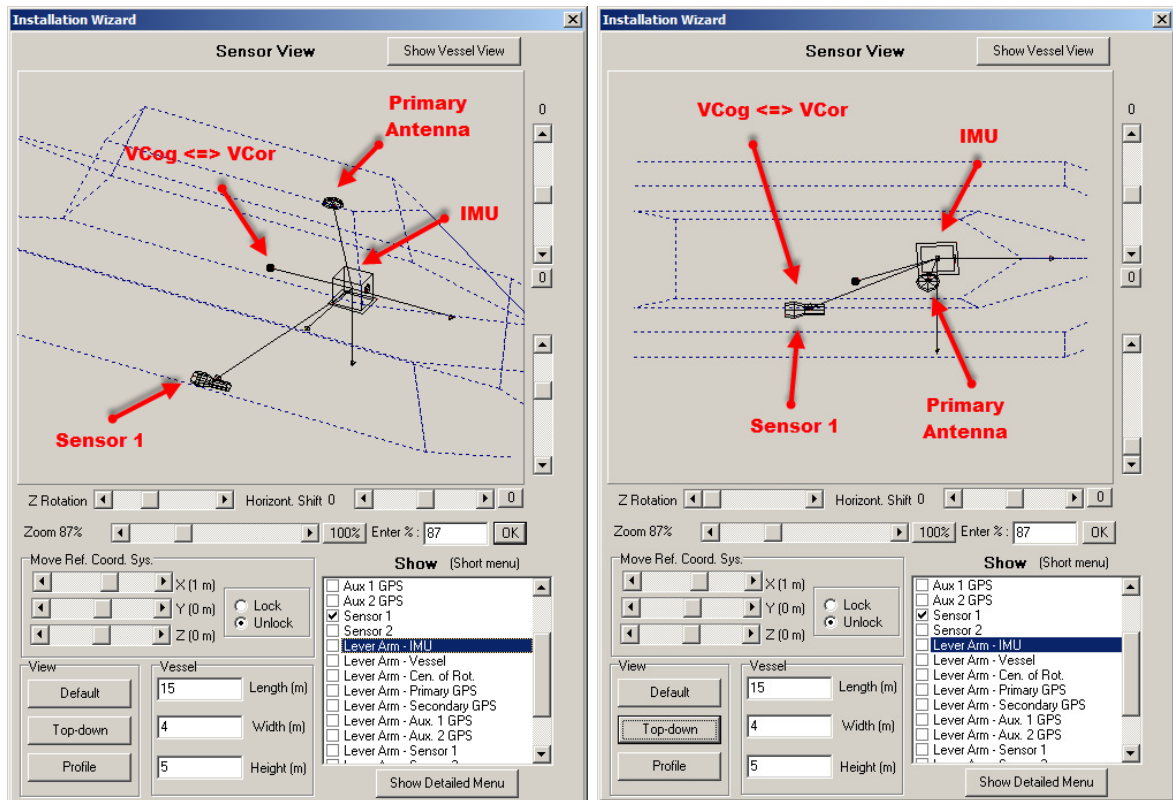 Installation Wizard
Sensor View
Show Vessel View
Primary
Antenna
VCog <=> VCor
IMU
Sensor 1
0
0
Z Rotation
Horizont. Shift 0
0
Zoom 87%
100%
Enter % :
87
OK
Move Ref. Coord. Sys.
X (1 m)
Y (0 m)
Z (0 m)
Lock
Unlock
Show (Short menu)
Aux 1 GPS
Aux 2 GPS
Sensor 1
Sensor 2
Lever Arm - IMU
Lever Arm - Vessel
Lever Arm - Cen. of Rot.
Lever Arm - Primary GPS
Lever Arm - Secondary GPS
Lever Arm - Aux. 1 GPS
Lever Arm - Aux. 2 GPS
Lever Arm - Sensor 1
View
Default
Top-down
Profile
Vessel
15 Length (m)
4 Width (m)
5 Height (m)
Show Detailed Menu
Installation Wizard
Sensor View
Show Vessel View
VCog <=> VCor
IMU
Sensor 1
Primary
Antenna
0
0
Z Rotation
Horizont. Shift 0
0
Zoom 87%
100%
Enter % :
87
OK
Move Ref. Coord. Sys.
X (1 m)
Y (0 m)
Z (0 m)
Lock
Unlock
Show (Short menu)
Aux 1 GPS
Aux 2 GPS
Sensor 1
Sensor 2
Lever Arm - IMU
Lever Arm - Vessel
Lever Arm - Cen. of Rot.
Lever Arm - Primary GPS
Lever Arm - Secondary GPS
Lever Arm - Aux. 1 GPS
Lever Arm - Aux. 2 GPS
Lever Arm - Sensor 1
View
Default
Top-down
Profile
Vessel
15 Length (m)
4 Width (m)
5 Height (m)
Show Detailed Menu